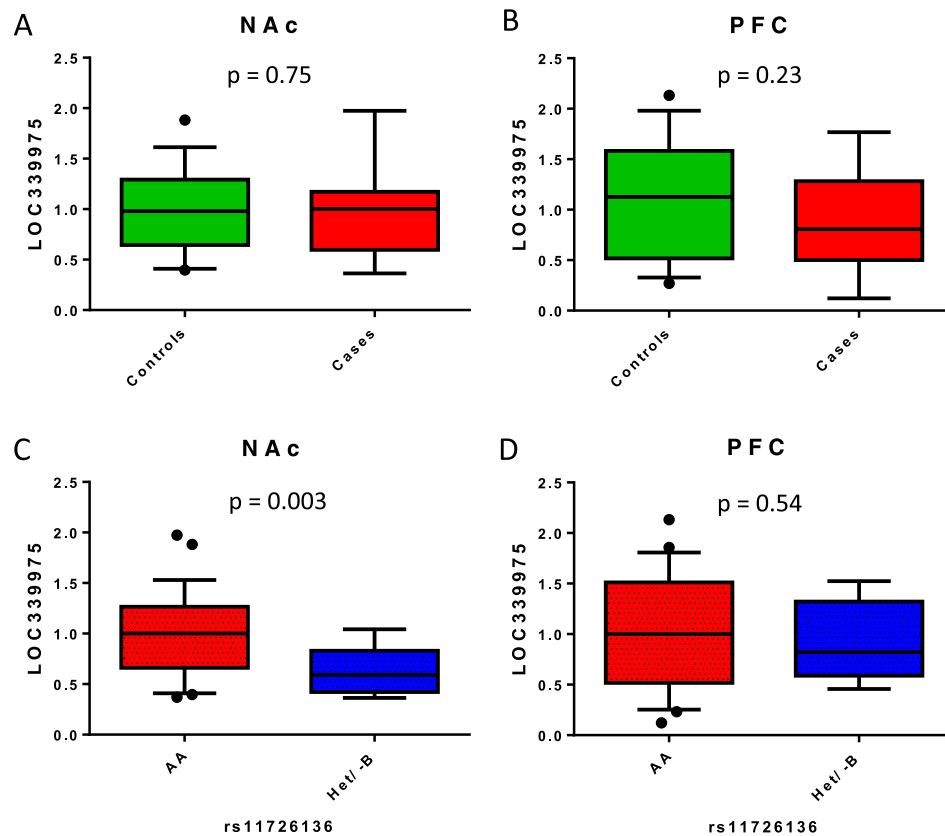 A
NAc
p = 0.75
LOC339975
2.5
2.0
1.5
1.0
0.5
0.0
Controls
Cases
B
PFC
p = 0.23
LOC339975
2.5
2.0
1.5
1.0
0.5
0.0
Controls
Cases
C
NAc
p = 0.003
LOC339975
2.5
2.0
1.5
1.0
0.5
0.0
AA
Het/-B
rs11726136
D
PFC
p = 0.54
LOC339975
2.5
2.0
1.5
1.0
0.5
0.0
AA
Het/-B
rs11726136